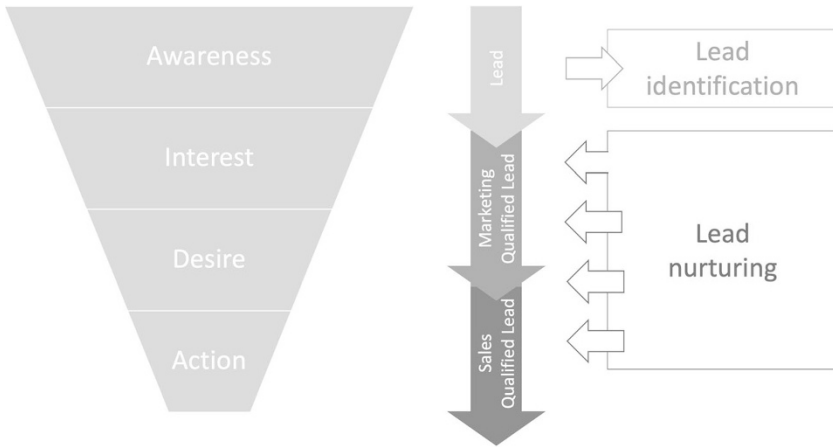 Awareness
Interest
Desire
Action
Lead
Marketing
Qualified Lead
Sales
Qualified Lead
Lead
identification
Lead
nurturing